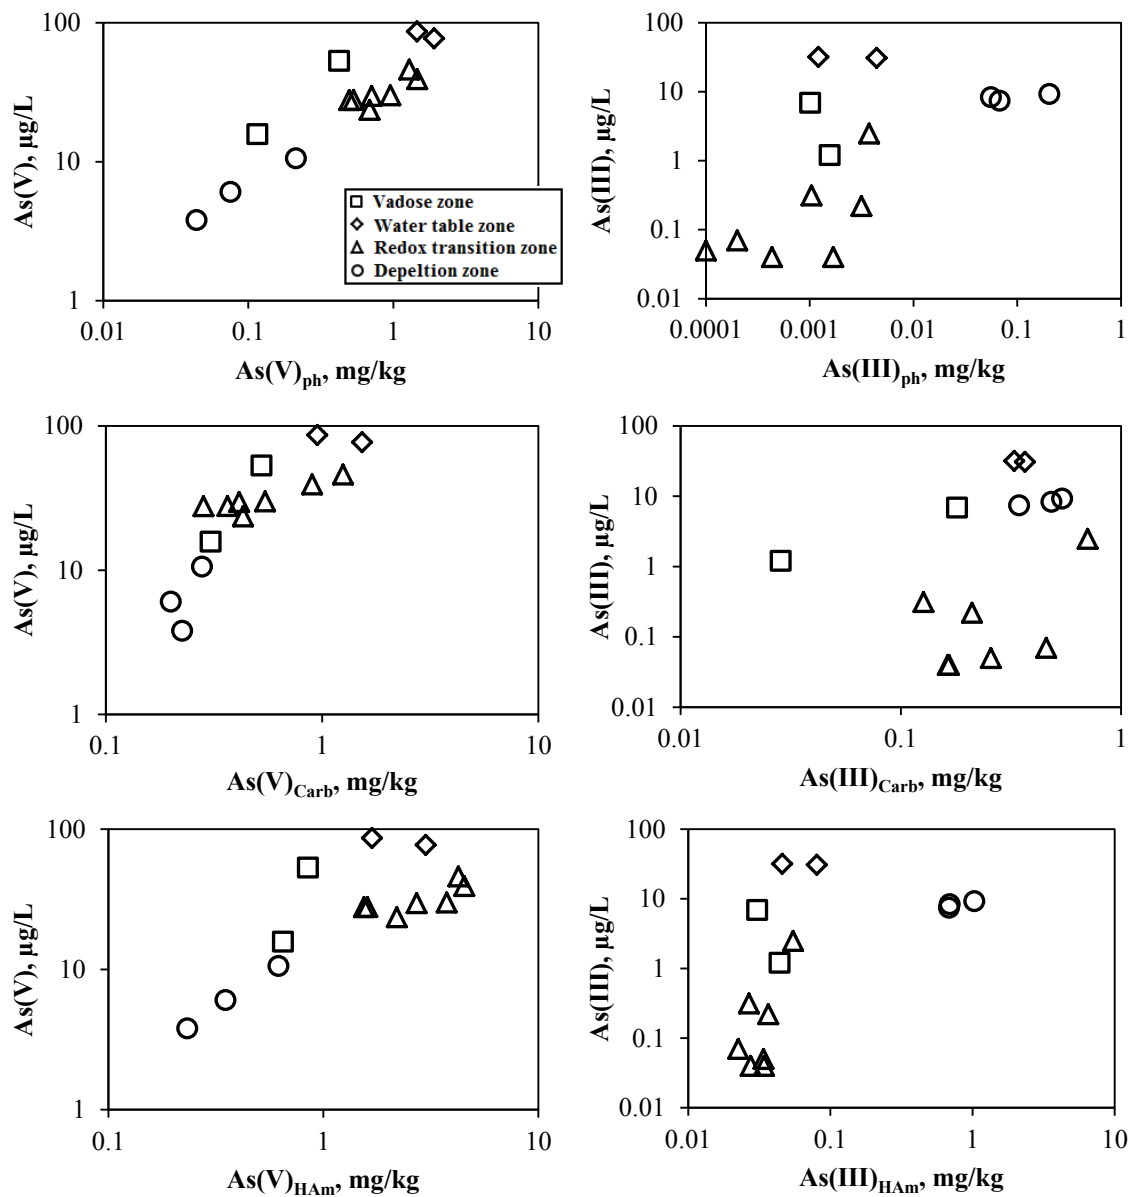 100
10
1
As(V), µg/L
0.01 0.1 1 10
As(V)ph, mg/kg
Vadose zone
Water table zone
Redox transition zone
Depeltion zone
100
10
1
0.1
0.01
As(III), µg/L
0.0001 0.001 0.01 0.1 1
As(III)ph, mg/kg
100
10
1
As(V), µg/L
0.1 1 10
As(V)Carb, mg/kg
100
10
1
0.1
0.01
As(III), µg/L
0.01 0.1 1
As(III)Carb, mg/kg
100
10
1
As(V), µg/L
0.1 1 10
As(V)HAm, mg/kg
100
10
1
0.1
0.01
As(III), µg/L
0.01 0.1 1 10
As(III)HAm, mg/kg